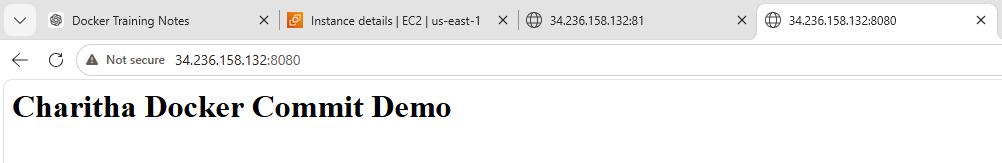 Docker Training Notes
Instance details | EC2 | us-east-1
34.236.158.132:81
34.236.158.132:8080
Not secure 34.236.158.132:8080
Charitha Docker Commit Demo